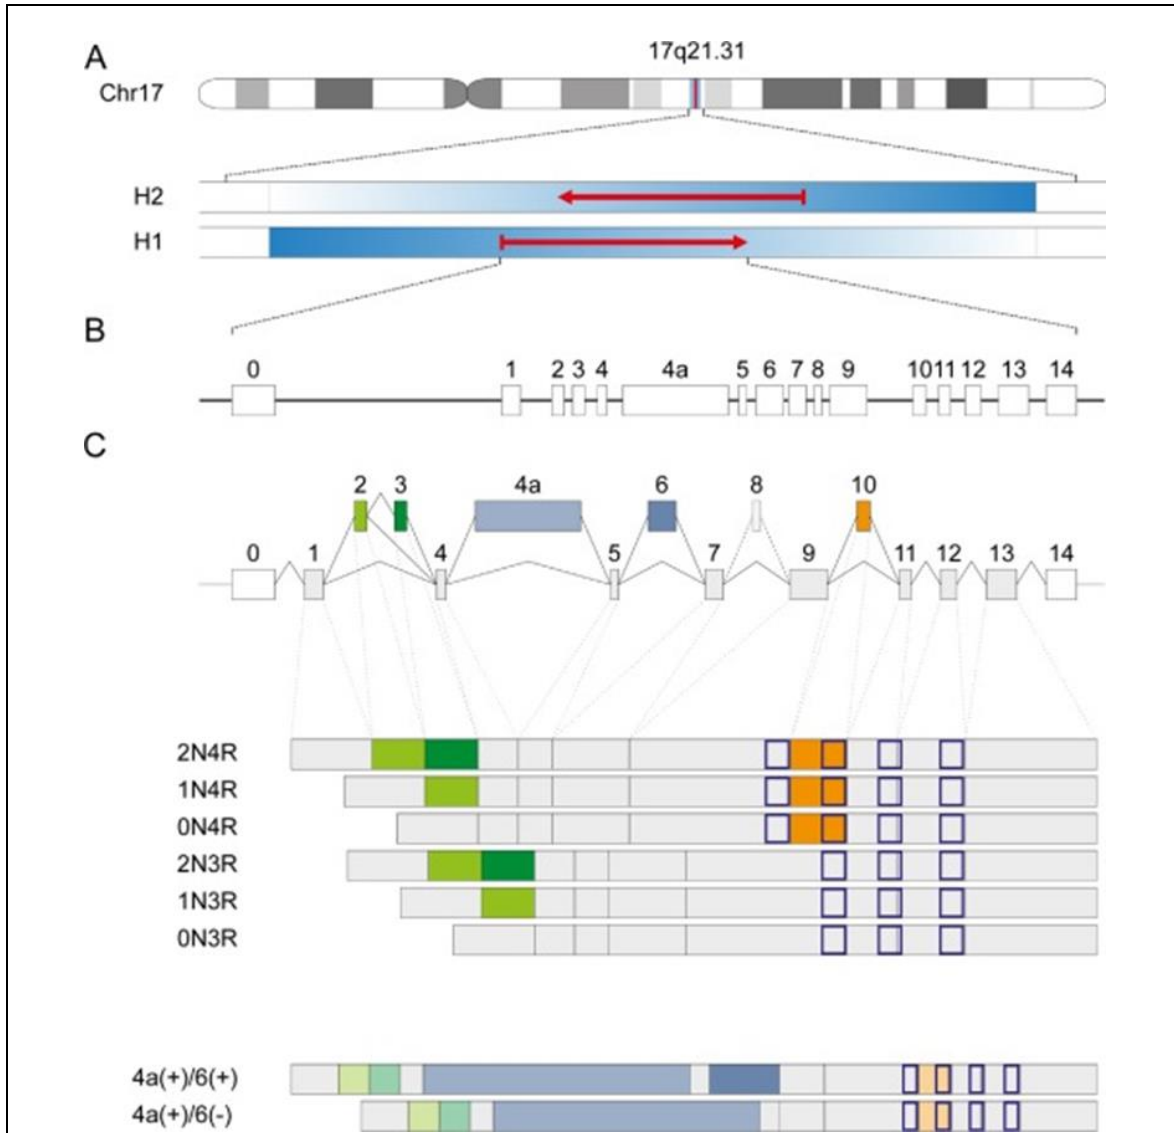 A
17q21.31
Chr17
H2
H1
B
0 1 2 3 4 4a 5 6 7 8 9 10 11 12 13 14
C
2 3 4a 6 8 10
0 1 4 5 7 9 11 12 13 14
2N4R
1N4R
0N4R
2N3R
1N3R
0N3R
4a(+)/6(+)
4a(+)/6(-)